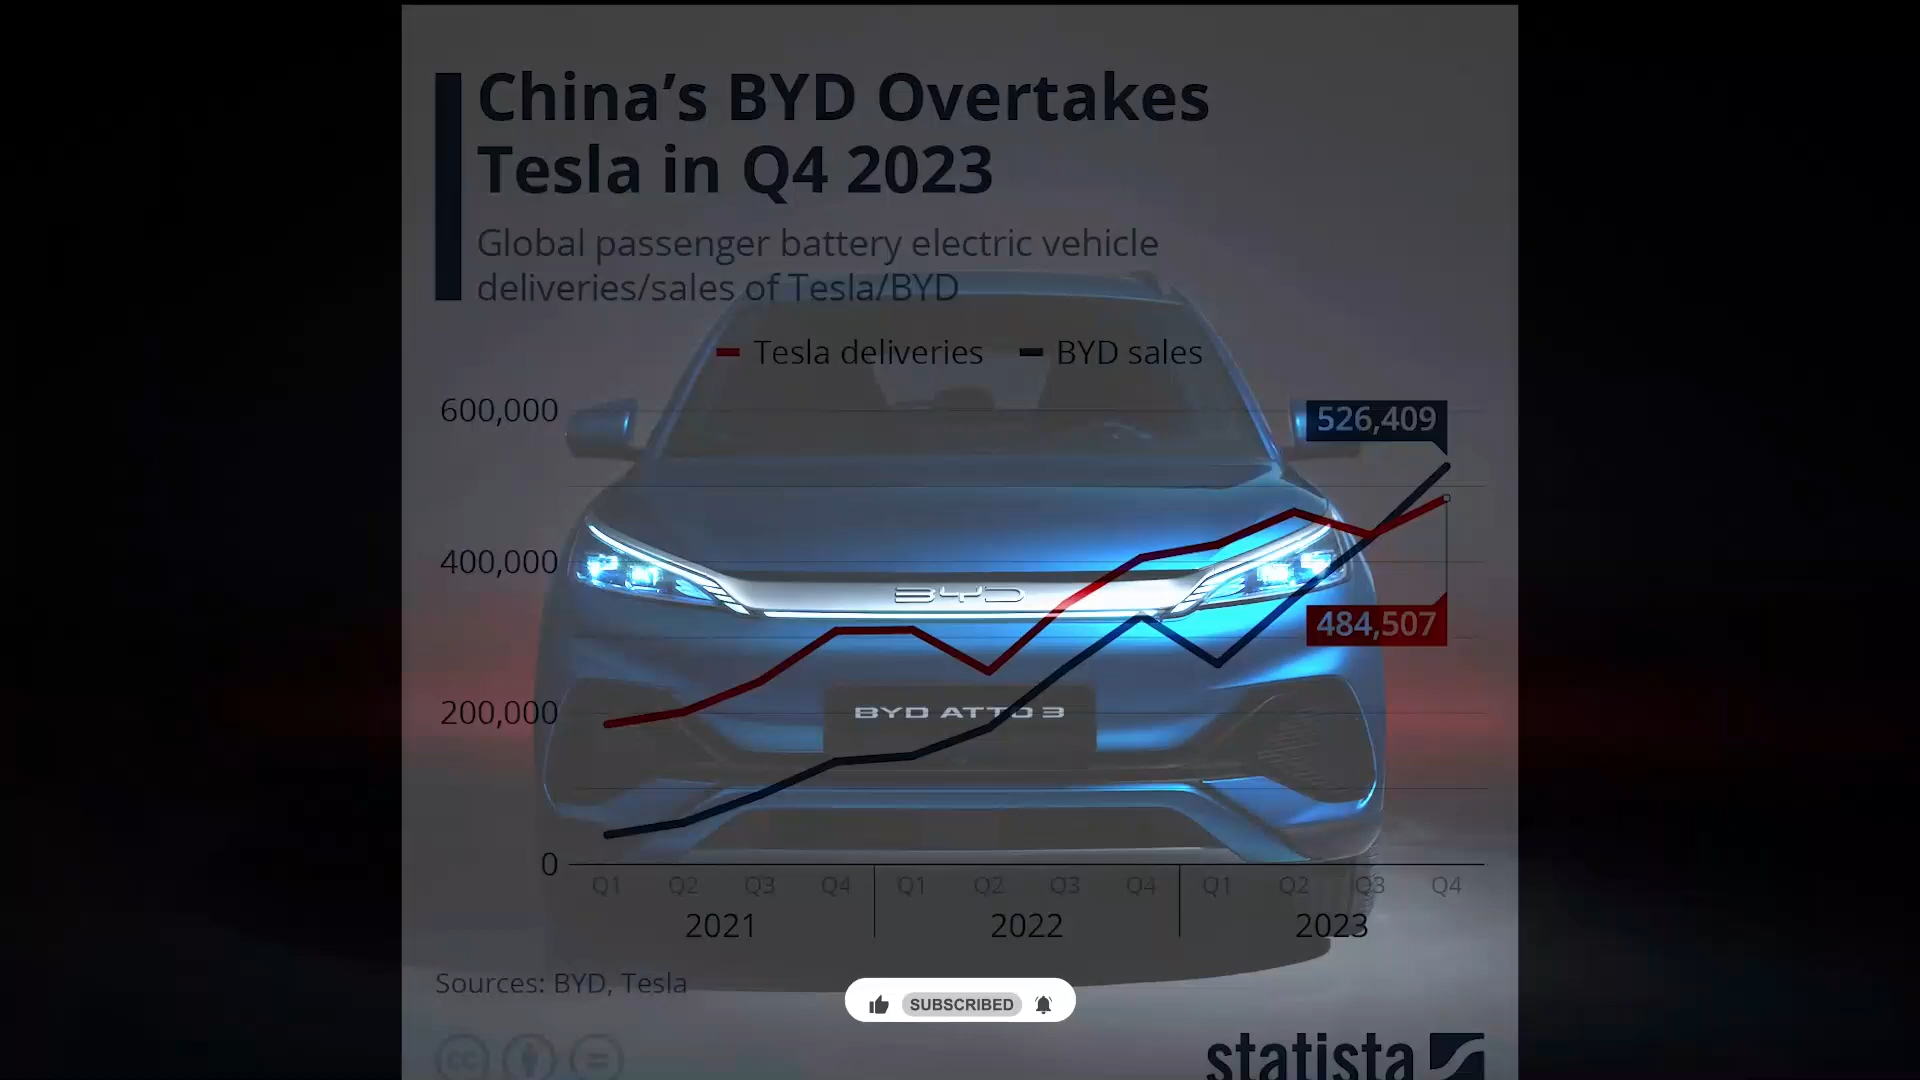 China's BYD Overtakes
Tesla in Q4 2023
Global passenger battery electric vehicle
deliveries/sales of Tesla/BYD
Tesla deliveries BYD sales
600,000
526,409
400,000
BYD
484,507
200,000
BYD ATTO 3
0
Q1 Q2 Q3 Q4 Q1 Q2 Q3 Q4 Q1 Q2 Q3 Q4
2021 2022 2023
Sources: BYD, Tesla
SUBSCRIBED
cc
statista